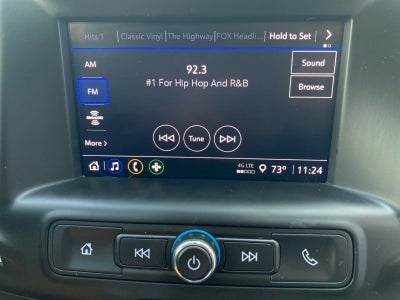 Hits 1 Classic Vinyl The Highway FOX Headli... Hold to Set
AM
92.3
Sound
#1 For Hip Hop And R&B
FM
Browse
Tune
More >
4G LTE
73° 11:24